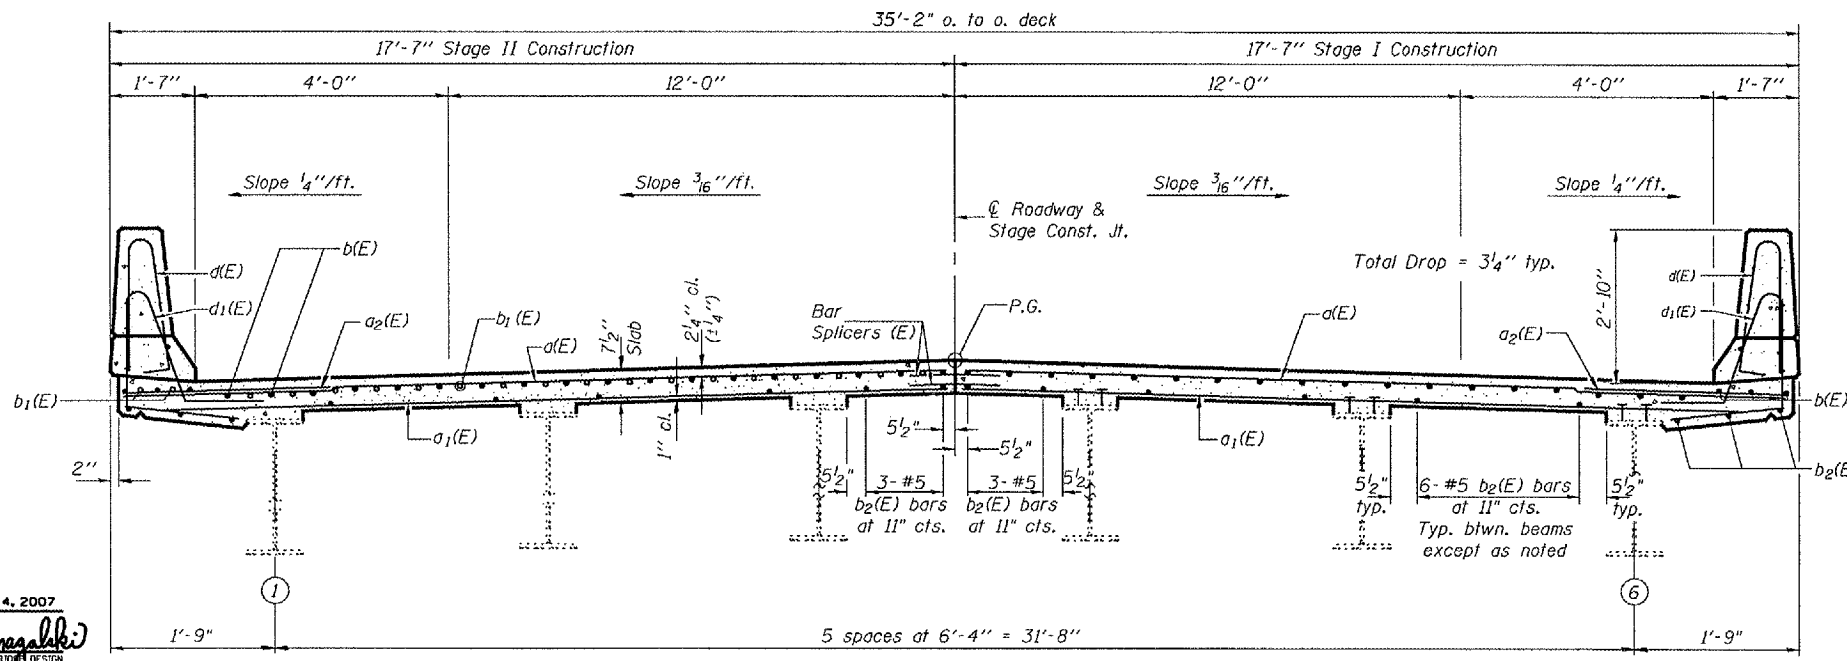 35'-2" o. to o. deck
17'-7" Stage II Construction
17'-7" Stage I Construction
1'-7"
4'-0"
12'-0"
12'-0"
4'-0"
1'-7"
Slope 1/4"/ft.
Slope 3/16"/ft.
Slope 3/16"/ft.
Slope 1/4"/ft.
℄ Roadway &
Stage Const. Jt.
Total Drop = 3 1/4" typ.
2'-10"
b(E)
d(E)
d1(E)
a2(E)
b1(E)
a(E)
7 1/2"
Slab
2 1/4" cl.
(±1/4")
Bar
Splicers (E)
P.G.
a(E)
a2(E)
d(E)
d1(E)
b1(E)
b(E)
a1(E)
1" cl.
5 1/2"
5 1/2"
a1(E)
b2(E
2"
5 1/2"
3-#5
b2(E) bars
at 11" cts.
3-#5
b2(E) bars
at 11" cts.
5 1/2
5 1/2"
typ.
6-#5 b2(E) bars
at 11" cts.
Typ. btwn. beams
except as noted
5 1/2"
typ.
1
6
4, 2007
DESIGN
1'-9"
5 spaces at 6'-4" = 31'-8"
1'-9"